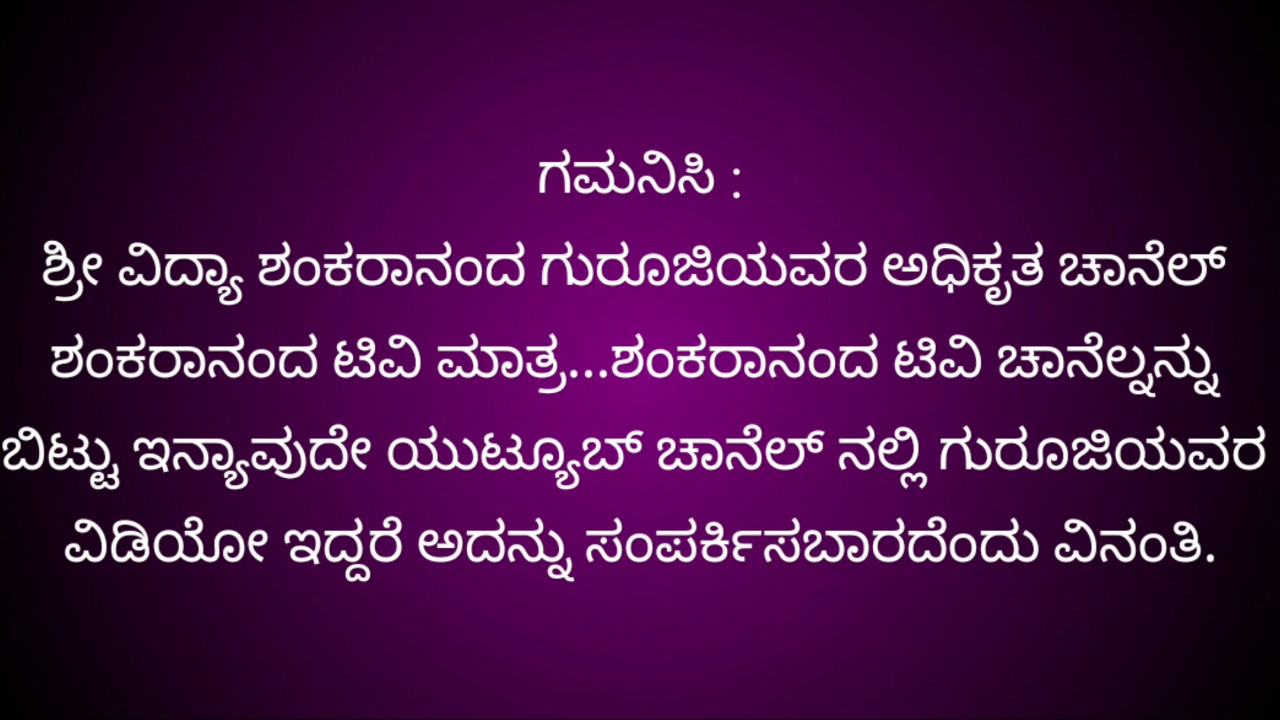 ಗಮನಿಸಿ :
ಶ್ರೀ ವಿದ್ಯಾ ಶಂಕರಾನಂದ ಗುರೂಜಿಯವರ ಅಧಿಕೃತ ಚಾನೆಲ್
ಶಂಕರಾನಂದ ಟಿವಿ ಮಾತ್ರ...ಶಂಕರಾನಂದ ಟಿವಿ ಚಾನೆಲ್ನನ್ನು
ಬಿಟ್ಟು ಇನ್ಯಾವುದೇ ಯುಟ್ಯೂಬ್ ಚಾನೆಲ್ ನಲ್ಲಿ ಗುರೂಜಿಯವರ
ವಿಡಿಯೋ ಇದ್ದರೆ ಅದನ್ನು ಸಂಪರ್ಕಿಸಬಾರದೆಂದು ವಿನಂತಿ.